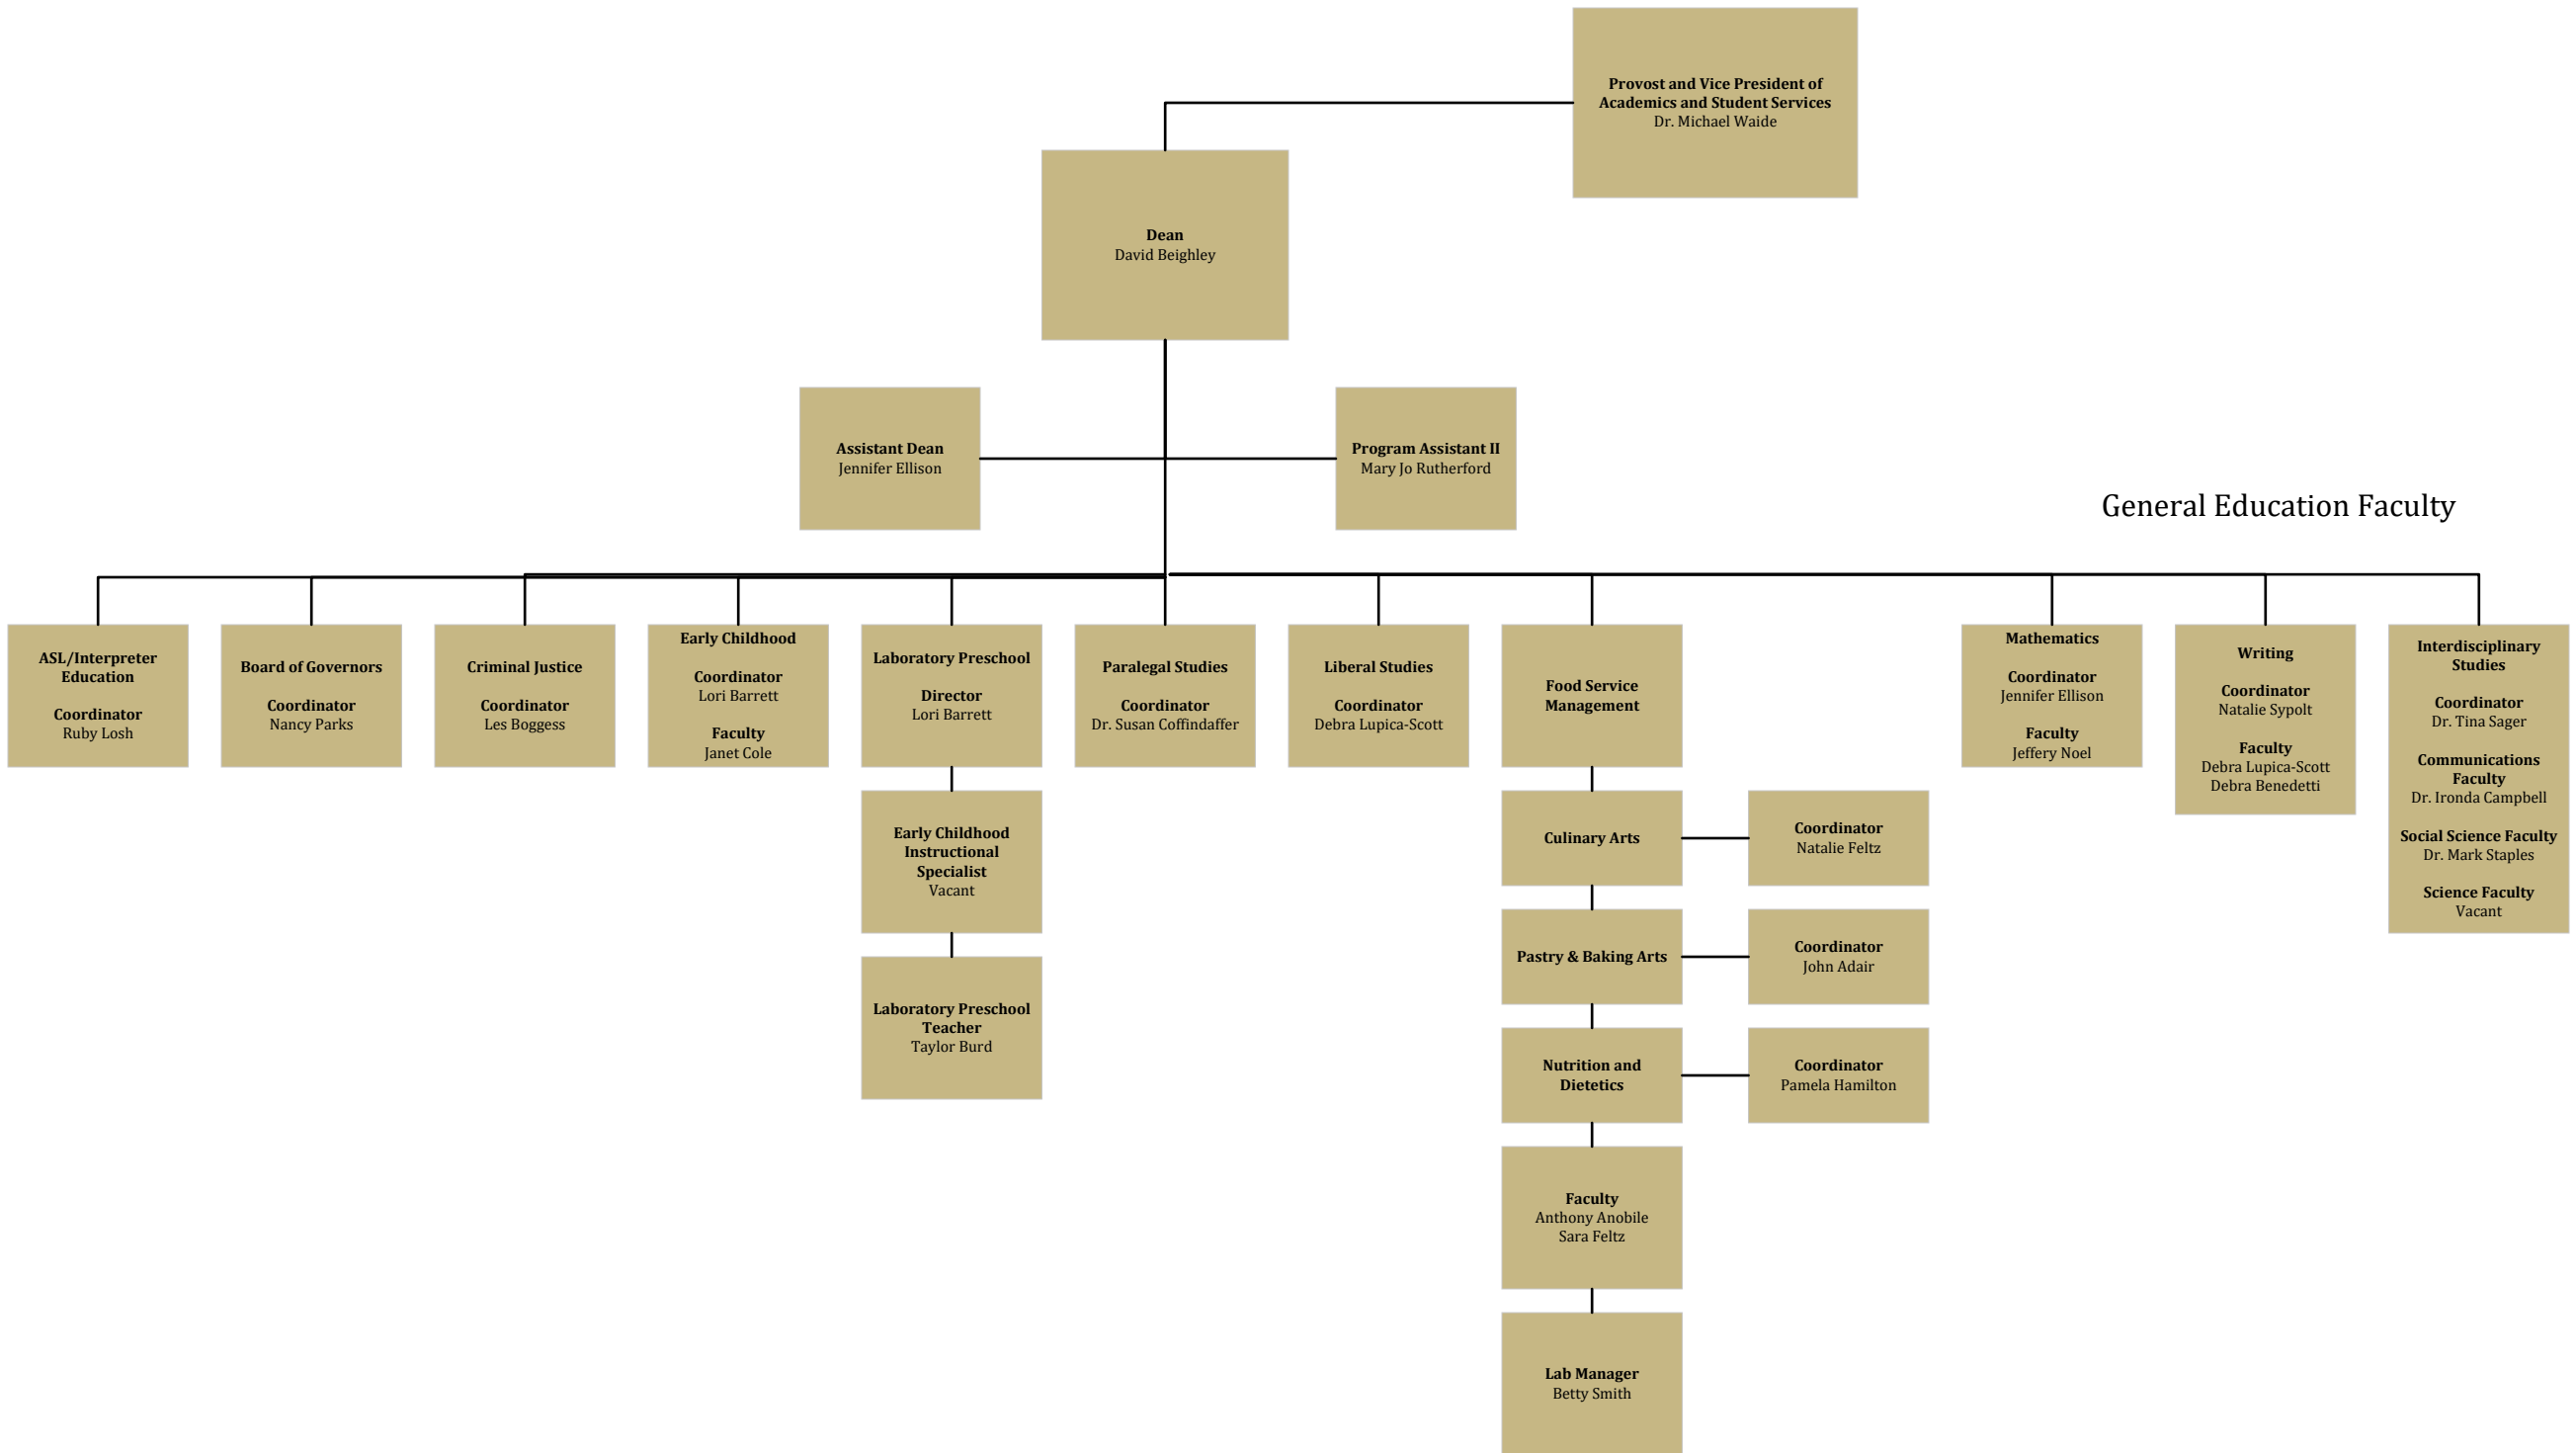 Provost and Vice President of
Academics and Student Services
Dr. Michael Waide
Dean
David Beighley
Assistant Dean
Jennifer Ellison
Program Assistant II
Mary Jo Rutherford
General Education Faculty
ASL/Interpreter
Education
Coordinator
Ruby Losh
Board of Governors
Coordinator
Nancy Parks
Criminal Justice
Coordinator
Les Boggess
Early Childhood
Coordinator
Lori Barrett
Faculty
Janet Cole
Laboratory Preschool
Director
Lori Barrett
Early Childhood
Instructional
Specialist
Vacant
Laboratory Preschool
Teacher
Taylor Burd
Paralegal Studies
Coordinator
Dr. Susan Coffindaffer
Liberal Studies
Coordinator
Debra Lupica-Scott
Food Service
Management
Culinary Arts
Coordinator
Natalie Feltz
Pastry & Baking Arts
Coordinator
John Adair
Nutrition and
Dietetics
Coordinator
Pamela Hamilton
Faculty
Anthony Anobile
Sara Feltz
Lab Manager
Betty Smith
Mathematics
Coordinator
Jennifer Ellison
Faculty
Jeffery Noel
Writing
Coordinator
Natalie Sypolt
Faculty
Debra Lupica-Scott
Debra Benedetti
Interdisciplinary
Studies
Coordinator
Dr. Tina Sager
Communications
Faculty
Dr. Ironda Campbell
Social Science Faculty
Dr. Mark Staples
Science Faculty
Vacant